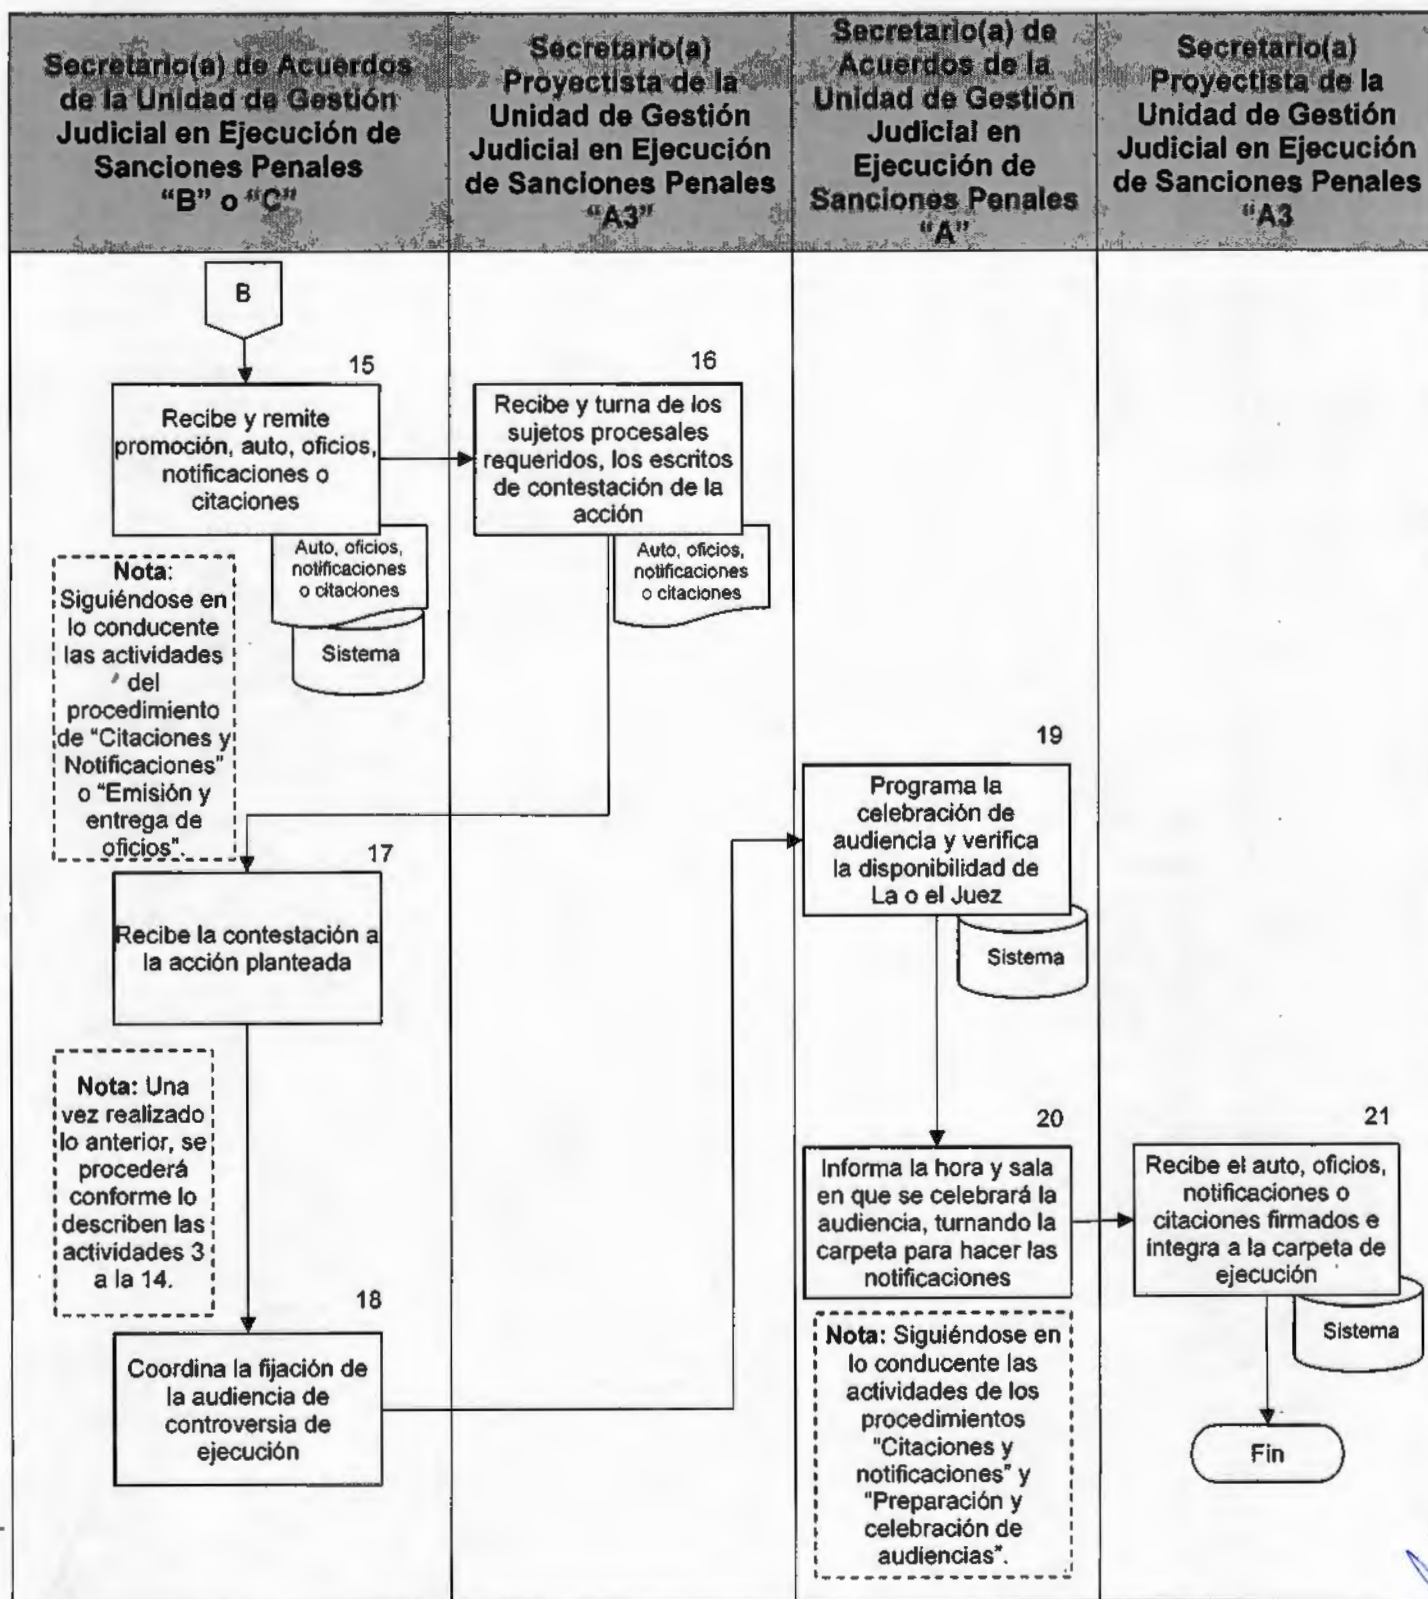 Secretario(a) de Acuerdos
de la Unidad de Gestión
Judicial en Ejecución de
Sanciones Penales
"B" o "C"
Secretario(a)
Proyectista de la
Unidad de Gestión
Judicial en Ejecución
de Sanciones Penales
"A3"
Secretario(a) de
Acuerdos de la
Unidad de Gestión
Judicial en
Ejecución de
Sanciones Penales
"A"
Secretario(a)
Proyectista de la
Unidad de Gestión
Judicial en Ejecución
de Sanciones Penales
"A3
B
15
Recibe y remite
promoción, auto, oficios,
notificaciones o
citaciones
Auto, oficios,
notificaciones
o citaciones
Sistema
Nota:
Siguiéndose en
lo conducente
las actividades
del
procedimiento
de "Citaciones y
Notificaciones"
o "Emisión y
entrega de
oficios".
16
Recibe y turna de los
sujetos procesales
requeridos, los escritos
de contestación de la
acción
Auto, oficios,
notificaciones
o citaciones
17
Recibe la contestación a
la acción planteada
Nota: Una
vez realizado
lo anterior, se
procederá
conforme lo
describen las
actividades 3
a la 14.
18
Coordina la fijación de
la audiencia de
controversia de
ejecución
19
Programa la
celebración de
audiencia y verifica
la disponibilidad de
La o el Juez
Sistema
20
Informa la hora y sala
en que se celebrará la
audiencia, turnando la
carpeta para hacer las
notificaciones
Nota: Siguiéndose en
lo conducente las
actividades de los
procedimientos
"Citaciones y
notificaciones" y
"Preparación y
celebración de
audiencias".
21
Recibe el auto, oficios,
notificaciones o
citaciones firmados e
integra a la carpeta de
ejecución
Sistema
Fin